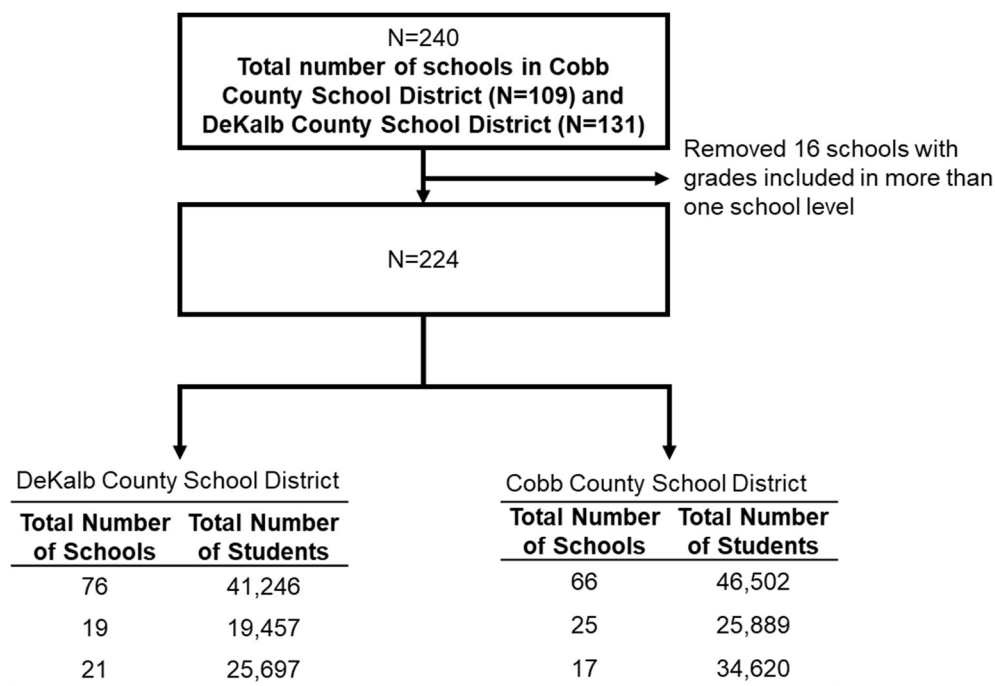 N=240
Total number of schools in Cobb
County School District (N=109) and
DeKalb County School District (N=131)
Removed 16 schools with
grades included in more than
one school level
N=224
DeKalb County School District
Total Number of Schools Total Number of Students
76 41,246
19 19,457
21 25,697
Cobb County School District
Total Number of Schools Total Number of Students
66 46,502
25 25,889
17 34,620